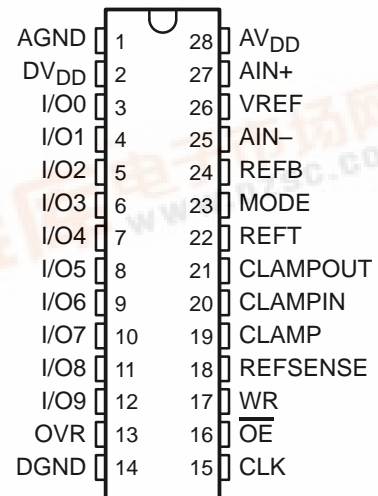 AGND 1 28 AVDD
DVDD 2 27 AIN+
I/O0 3 26 VREF
I/O1 4 25 AIN–
I/O2 5 24 REFB
I/O3 6 23 MODE
I/O4 7 22 REFT
I/O5 8 21 CLAMPOUT
I/O6 9 20 CLAMPIN
I/O7 10 19 CLAMP
I/O8 11 18 REFSENSE
I/O9 12 17 WR
OVR 13 16 OE
DGND 14 15 CLK